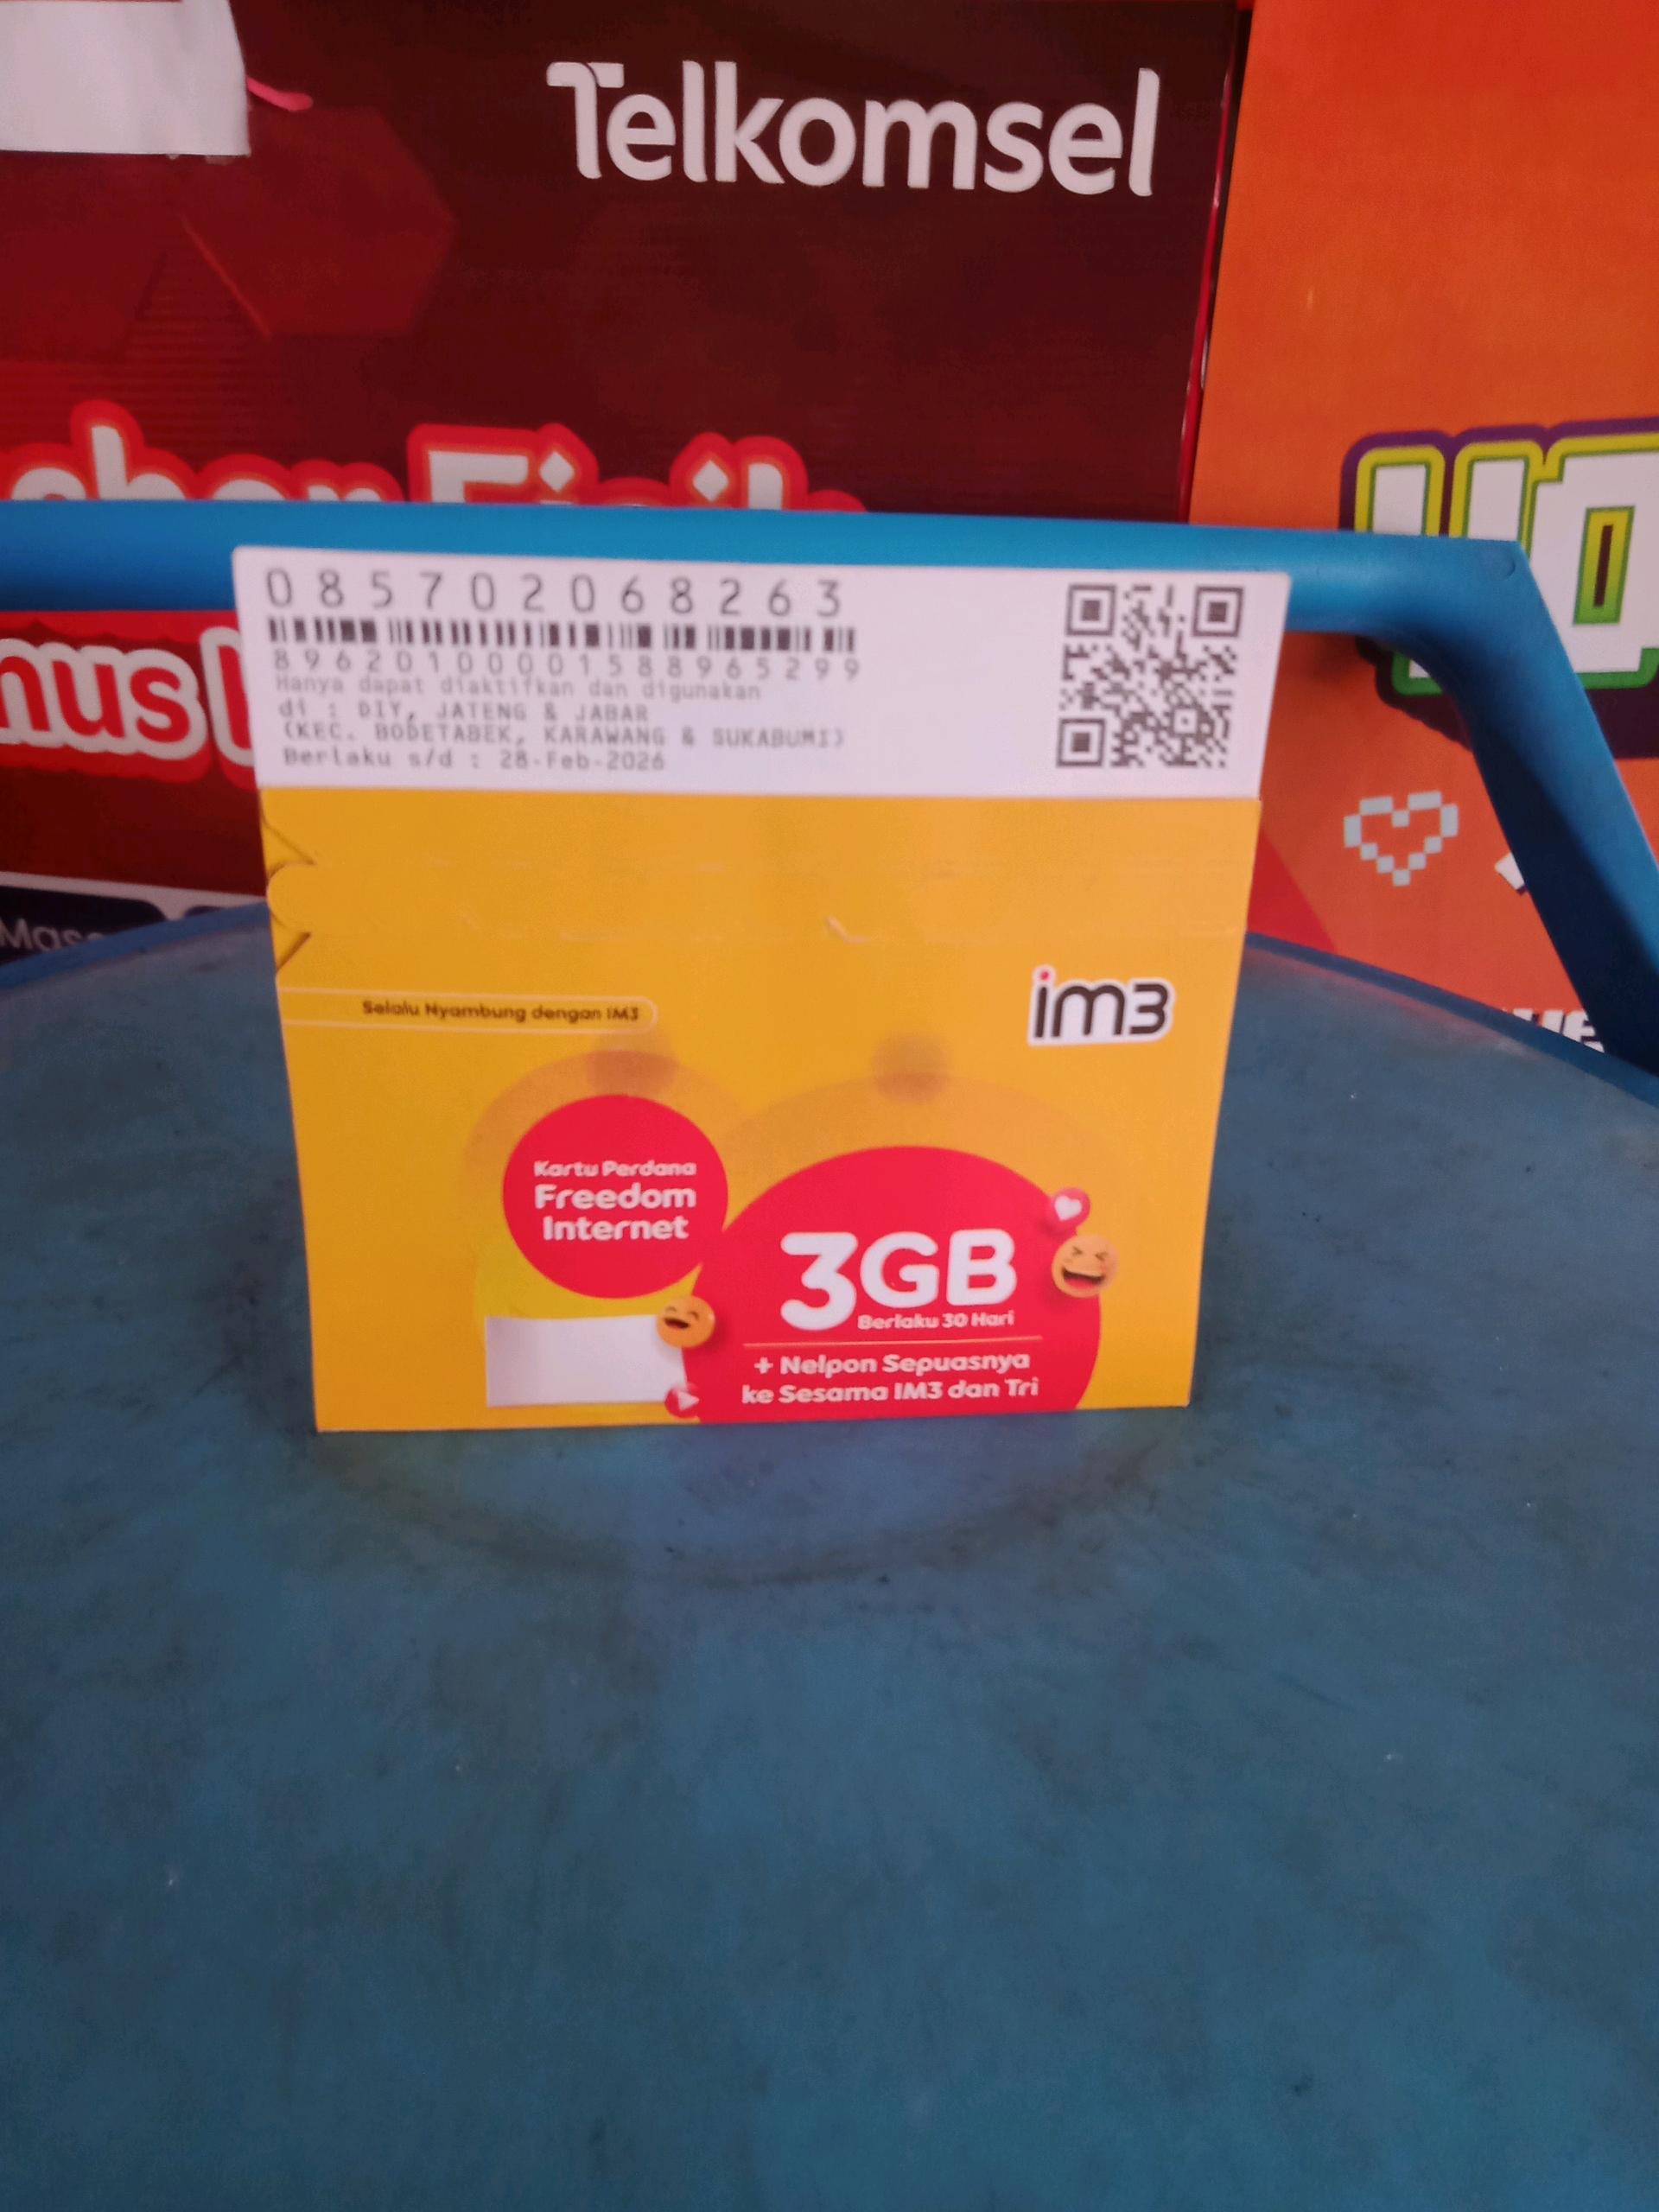 Telkomsel
nus
085702068263
89620100001588965299
Hanya dapat diaktifkan dan digunakan
di : DIY, JATENG & JABAR
(KEC. BODETABEK, KARAWANG & SUKABUMI)
Berlaku s/d : 28-Feb-2026
Selalu Nyambung dengan IM3
im3
Kartu Perdana
Freedom
Internet
3GB
Berlaku 30 Hari
+ Nelpon Sepuasnya
ke Sesama IM3 dan Tri